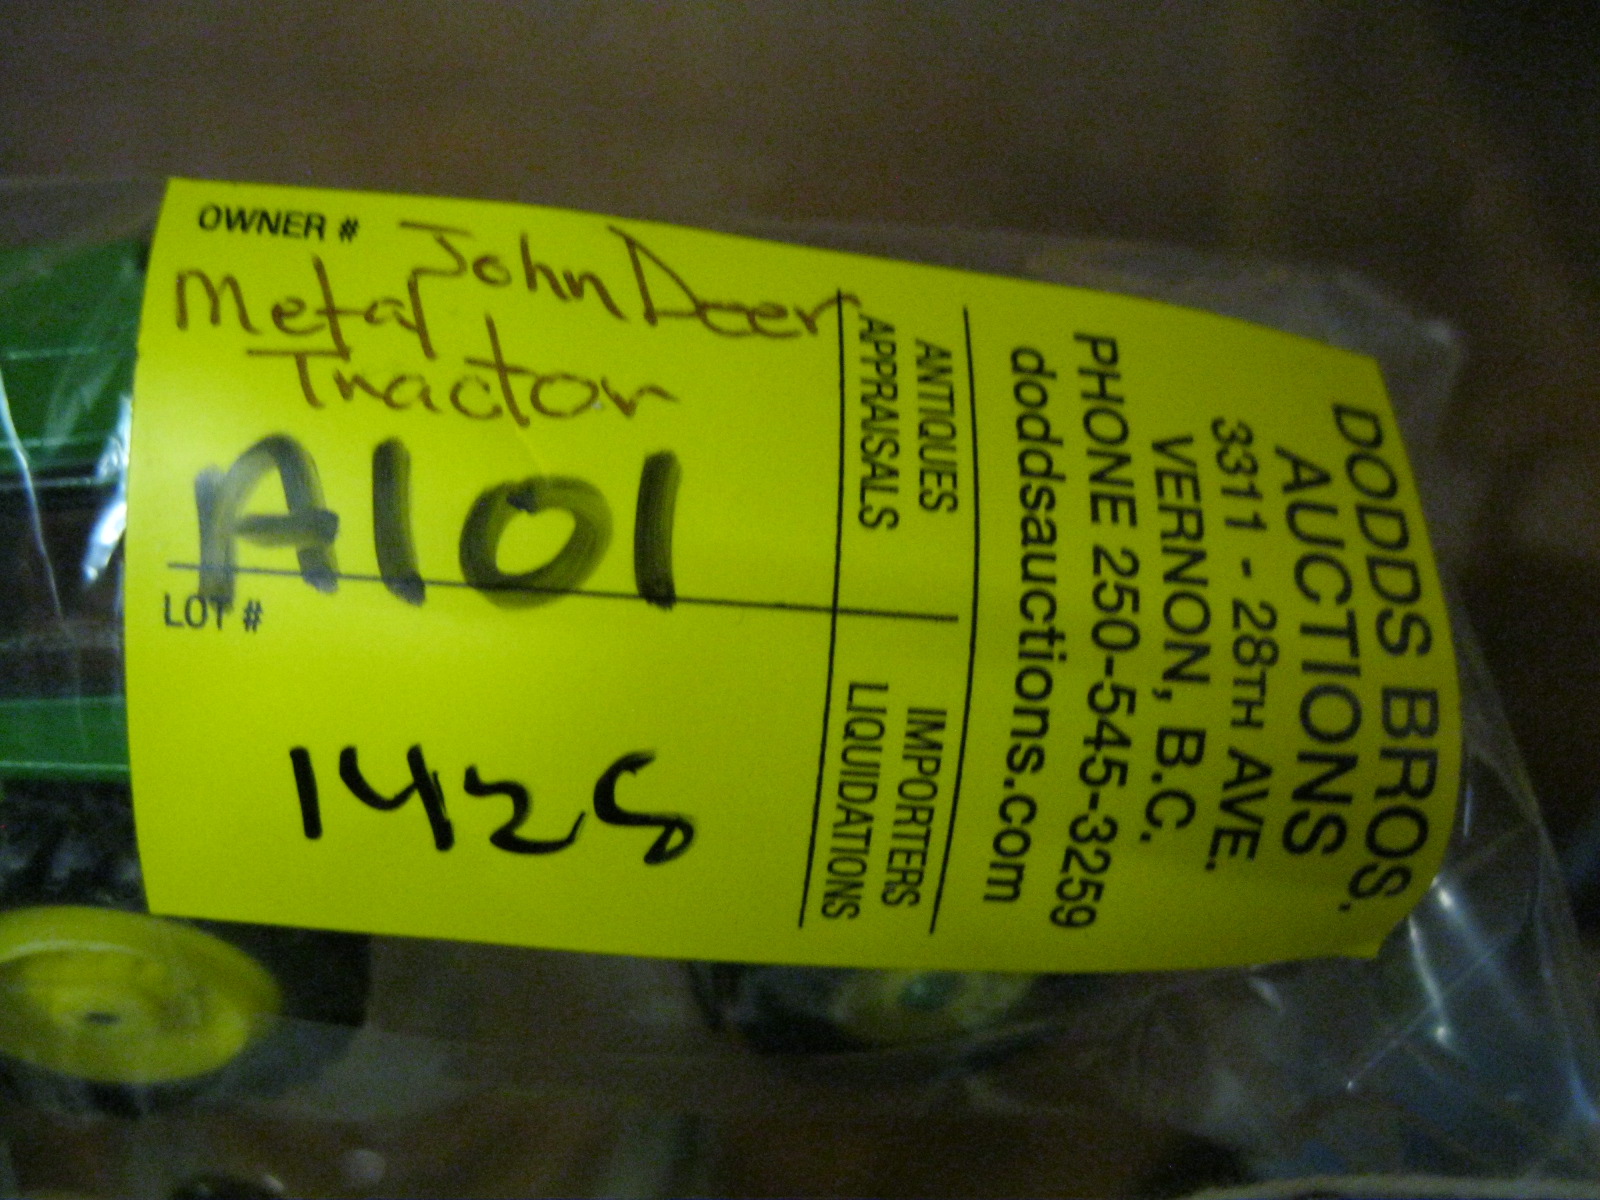 DODDS BROS.
AUCTIONS
3311 - 28TH AVE.
VERNON, B.C.
PHONE 250-545-3259
doddsauctions.com
ANTIQUES
APPRAISALS
IMPORTERS
LIQUIDATIONS
OWNER #
John Deer
Metal
Tractor
A101
LOT #
1428